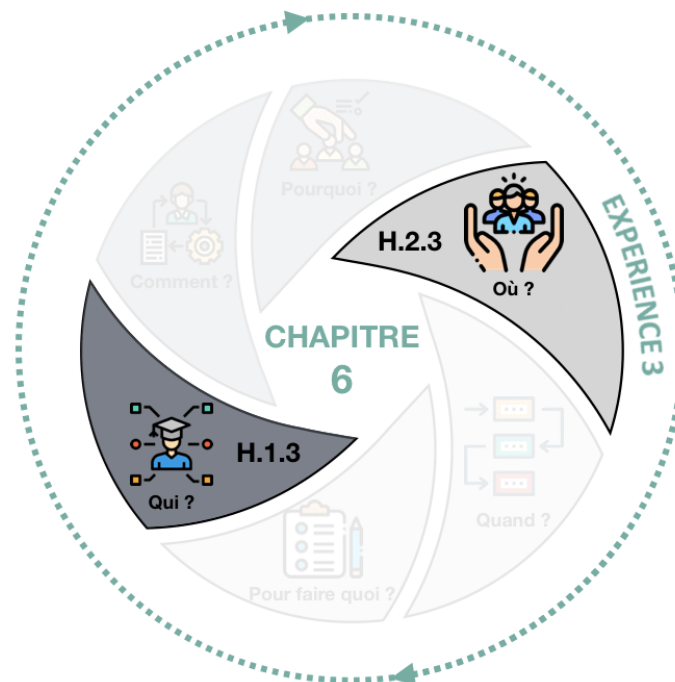 Pourquoi ?
Comment ?
H.2.3
Où ?
EXPERIENCE 3
CHAPITRE
6
H.1.3
Qui ?
Quand ?
Pour faire quoi ?